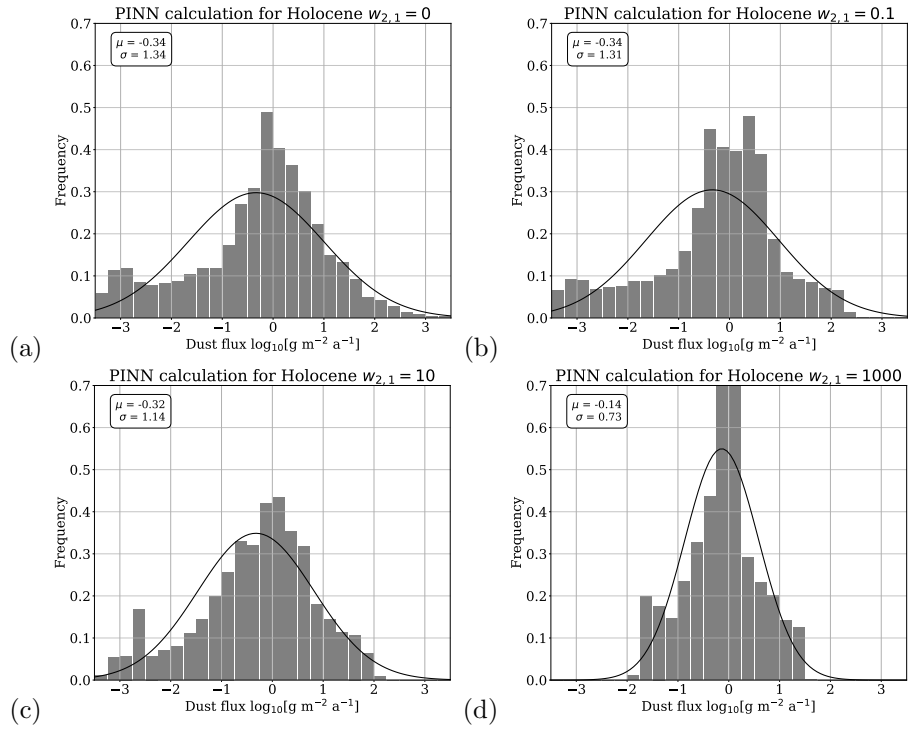 PINN calculation for Holocene w₂,₁ = 0
μ = -0.34
σ = 1.34
Frequency
0.7
0.6
0.5
0.4
0.3
0.2
0.1
0.0
−3 −2 −1 0 1 2 3
Dust flux log₁₀[g m⁻² a⁻¹]
(a)
PINN calculation for Holocene w₂,₁ = 0.1
μ = -0.34
σ = 1.31
Frequency
0.7
0.6
0.5
0.4
0.3
0.2
0.1
0.0
−3 −2 −1 0 1 2 3
Dust flux log₁₀[g m⁻² a⁻¹]
(b)
PINN calculation for Holocene w₂,₁ = 10
μ = -0.32
σ = 1.14
Frequency
0.7
0.6
0.5
0.4
0.3
0.2
0.1
0.0
−3 −2 −1 0 1 2 3
Dust flux log₁₀[g m⁻² a⁻¹]
(c)
PINN calculation for Holocene w₂,₁ = 1000
μ = -0.14
σ = 0.73
Frequency
0.7
0.6
0.5
0.4
0.3
0.2
0.1
0.0
−3 −2 −1 0 1 2 3
Dust flux log₁₀[g m⁻² a⁻¹]
(d)